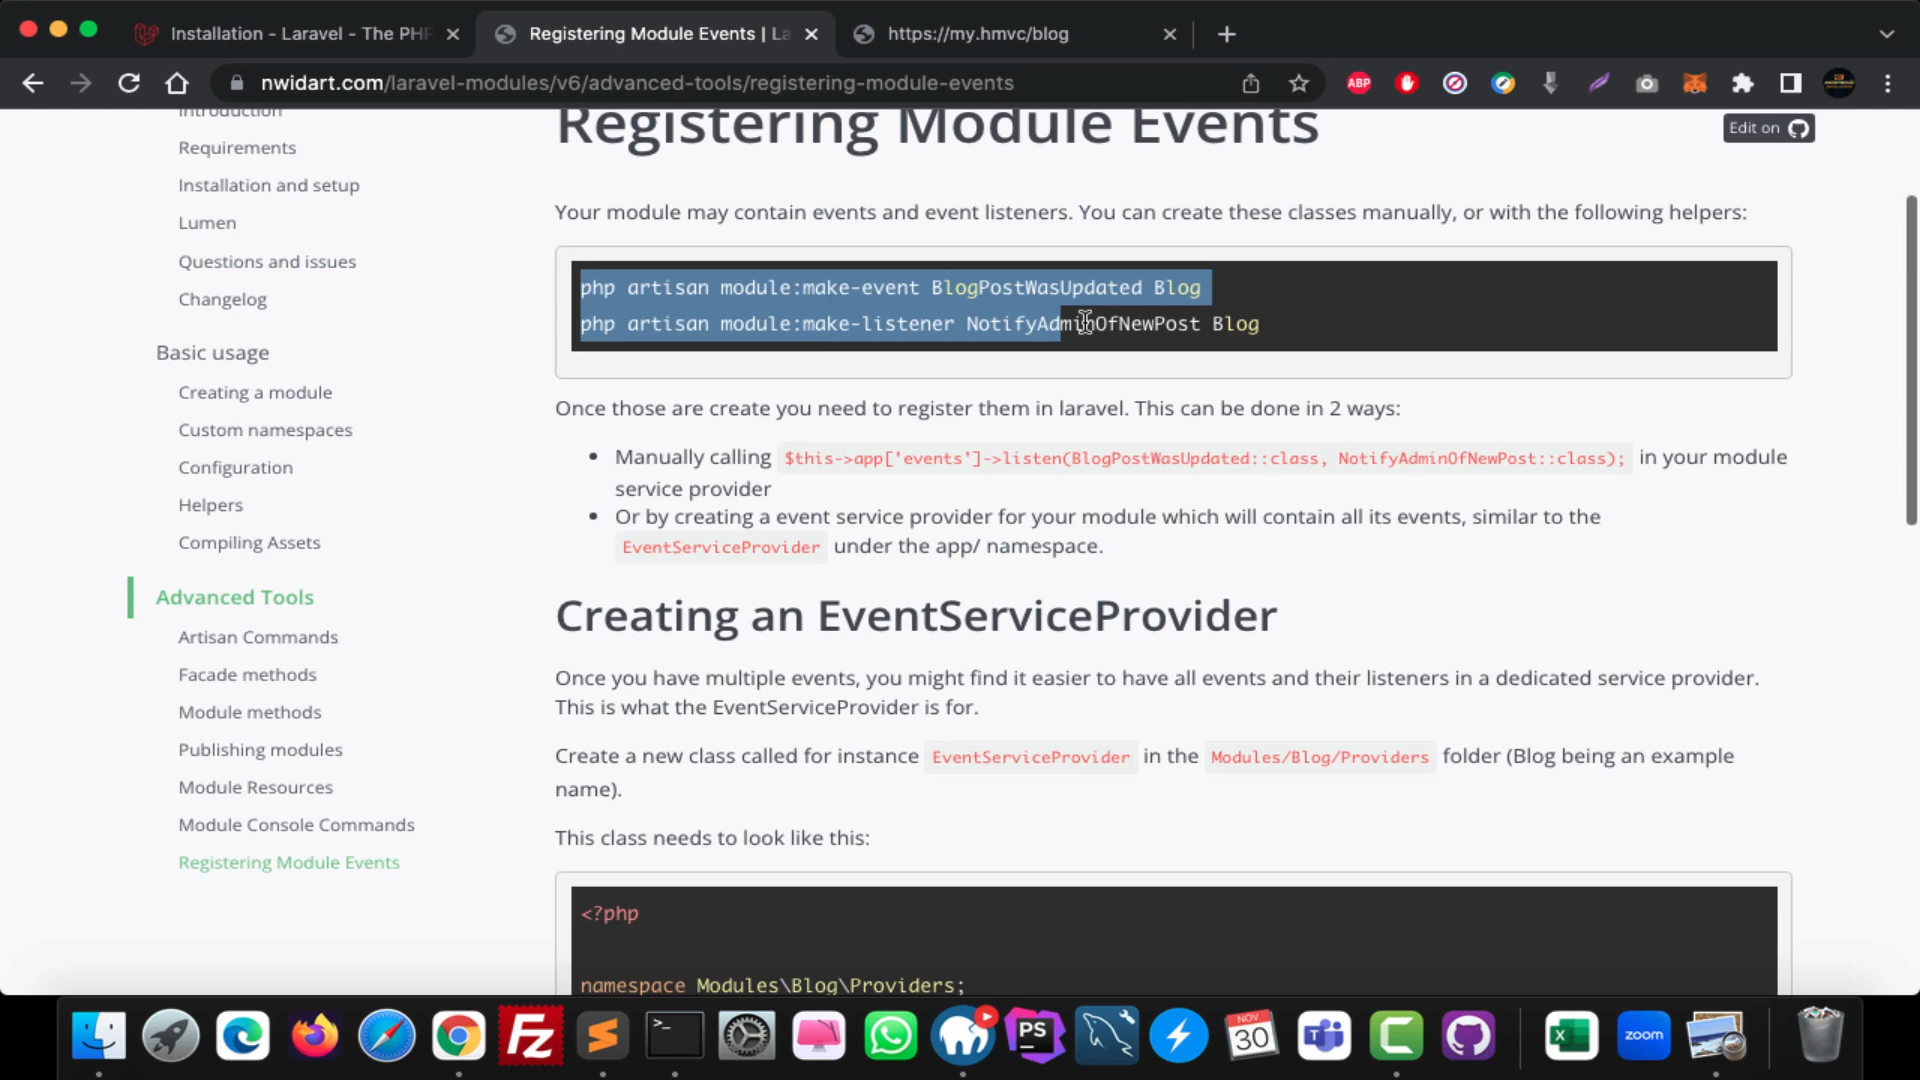 Installation - Laravel - The PHP
Registering Module Events | La
https://my.hmvc/blog
nwidart.com/laravel-modules/v6/advanced-tools/registering-module-events
ABP
Introduction
Requirements
Installation and setup
Lumen
Questions and issues
Changelog
Basic usage
Creating a module
Custom namespaces
Configuration
Helpers
Compiling Assets
Advanced Tools
Artisan Commands
Facade methods
Module methods
Publishing modules
Module Resources
Module Console Commands
Registering Module Events
Registering Module Events
Edit on
Your module may contain events and event listeners. You can create these classes manually, or with the following helpers:
php artisan module:make-event BlogPostWasUpdated Blog
php artisan module:make-listener NotifyAdminOfNewPost Blog
Once those are create you need to register them in laravel. This can be done in 2 ways:
• Manually calling $this->app['events']->listen(BlogPostWasUpdated::class, NotifyAdminOfNewPost::class); in your module
service provider
• Or by creating a event service provider for your module which will contain all its events, similar to the
EventServiceProvider under the app/ namespace.
Creating an EventServiceProvider
Once you have multiple events, you might find it easier to have all events and their listeners in a dedicated service provider.
This is what the EventServiceProvider is for.
Create a new class called for instance EventServiceProvider in the Modules/Blog/Providers folder (Blog being an example
name).
This class needs to look like this:
<?php
namespace Modules\Blog\Providers;
Fz
>_
PS
NOV
30
zoom